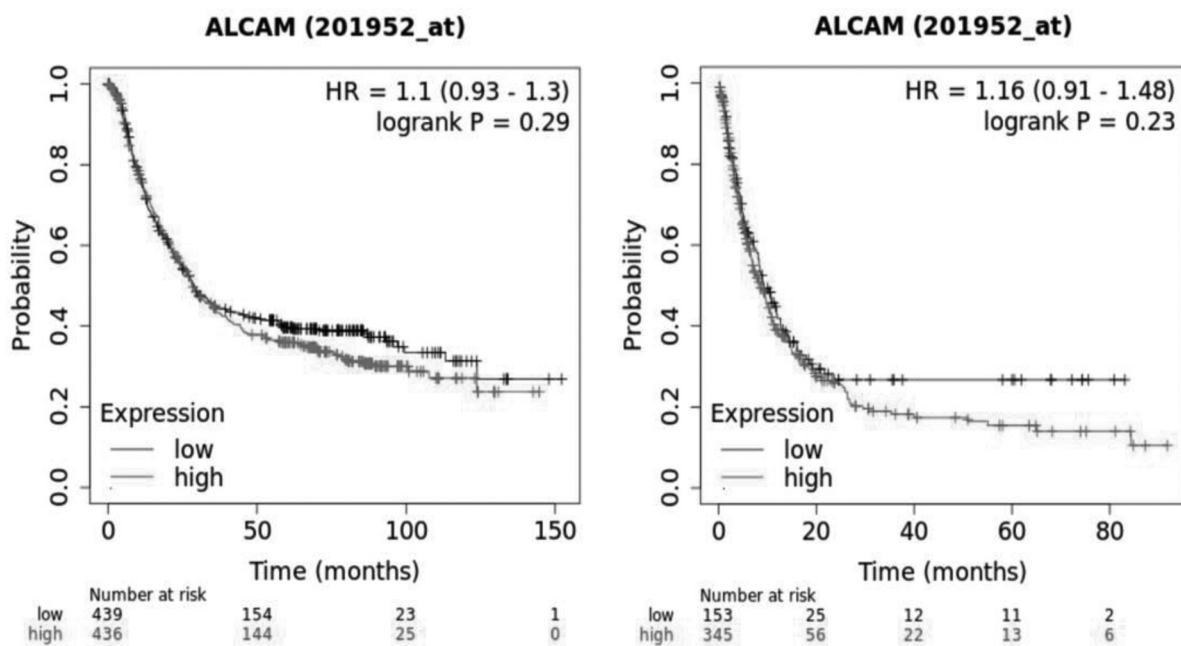 ALCAM (201952_at)
HR = 1.1 (0.93 - 1.3)
logrank P = 0.29
Probability
1.0
0.8
0.6
0.4
0.2
0.0
Expression
low
high
0 50 100 150
Time (months)
Number at risk
low 439 154 23 1
high 436 144 25 0
ALCAM (201952_at)
HR = 1.16 (0.91 - 1.48)
logrank P = 0.23
Probability
1.0
0.8
0.6
0.4
0.2
0.0
Expression
low
high
0 20 40 60 80
Time (months)
Number at risk
low 153 25 12 11 2
high 345 56 22 13 6